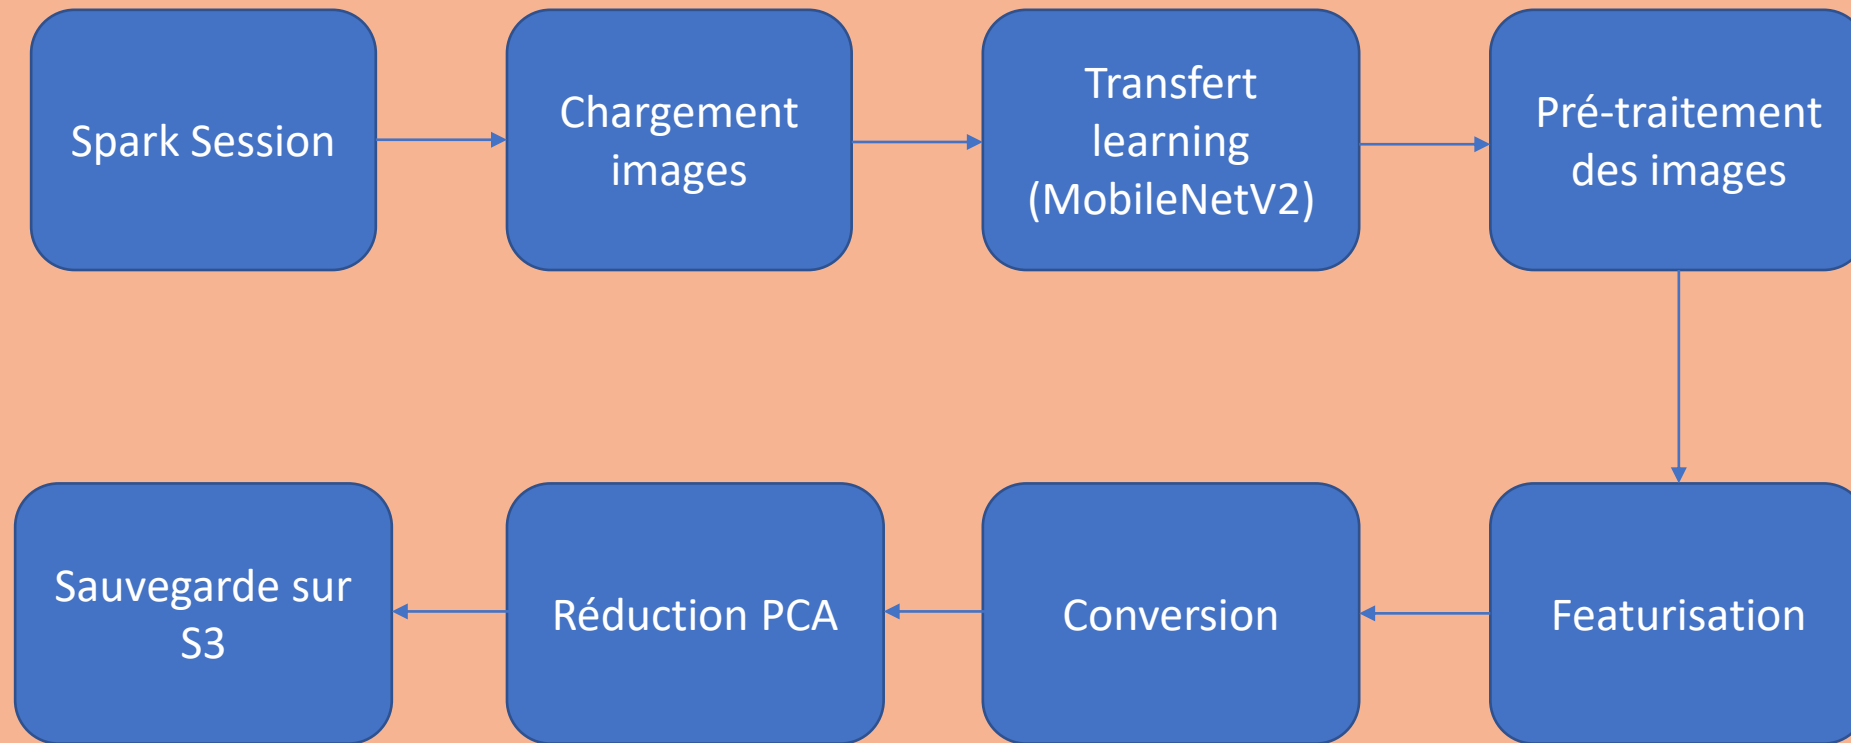 Spark Session
Chargement
images
Transfert
learning
(MobileNetV2)
Pré-traitement
des images
Sauvegarde sur
S3
Réduction PCA
Conversion
Featurisation